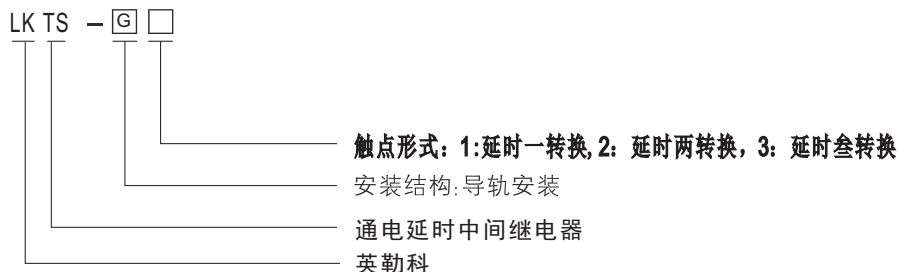 LK TS - G
触点形式：1:延时一转换,2：延时两转换，3：延时叁转换
安装结构:导轨安装
通电延时中间继电器
英勒科